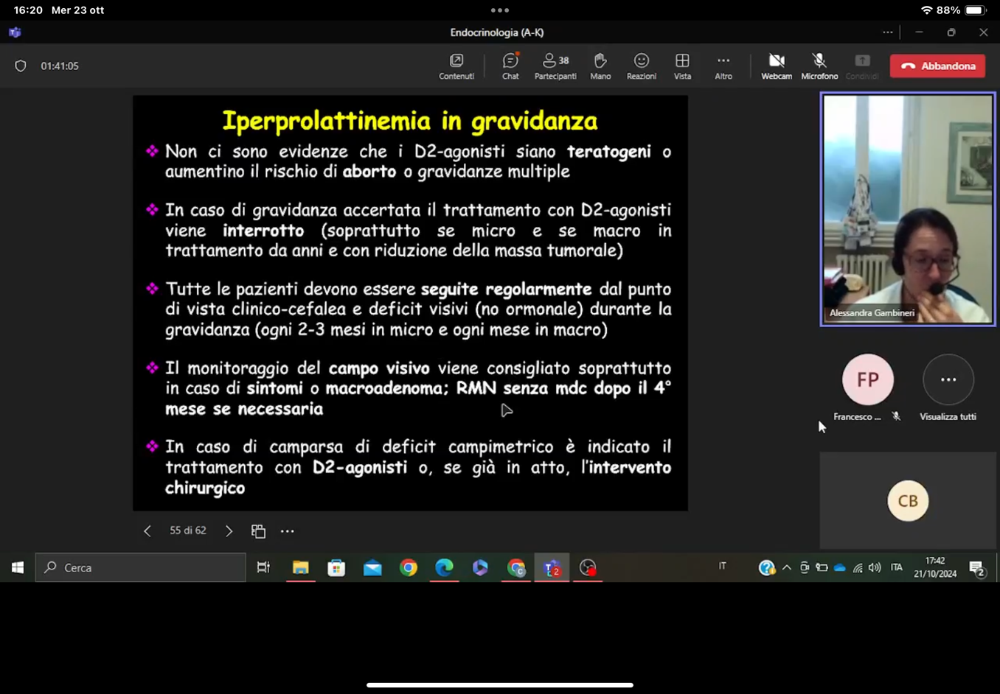 16:20 Mer 23 ott
88%
Endocrinologia (A-K)
01:41:05
Contenuti
Chat
38
Partecipanti
Mano
Reazioni
Vista
Altro
Webcam
Microfono
Condividi
Abbandona
Iperprolattinemia in gravidanza
Non ci sono evidenze che i D2-agonisti siano teratogeni o
aumentino il rischio di aborto o gravidanze multiple
In caso di gravidanza accertata il trattamento con D2-agonisti
viene interrotto (soprattutto se micro e se macro in
trattamento da anni e con riduzione della massa tumorale)
Tutte le pazienti devono essere seguite regolarmente dal punto
di vista clinico-cefalea e deficit visivi (no ormonale) durante la
gravidanza (ogni 2-3 mesi in micro e ogni mese in macro)
Il monitoraggio del campo visivo viene consigliato soprattutto
in caso di sintomi o macroadenoma; RMN senza mdc dopo il 4°
mese se necessaria
In caso di camparsa di deficit campimetrico è indicato il
trattamento con D2-agonisti o, se già in atto, l'intervento
chirurgico
Alessandra Gambineri
FP
Francesco ...
Visualizza tutti
CB
55 di 62
Cerca
2
IT
ITA
17:42
21/10/2024
2